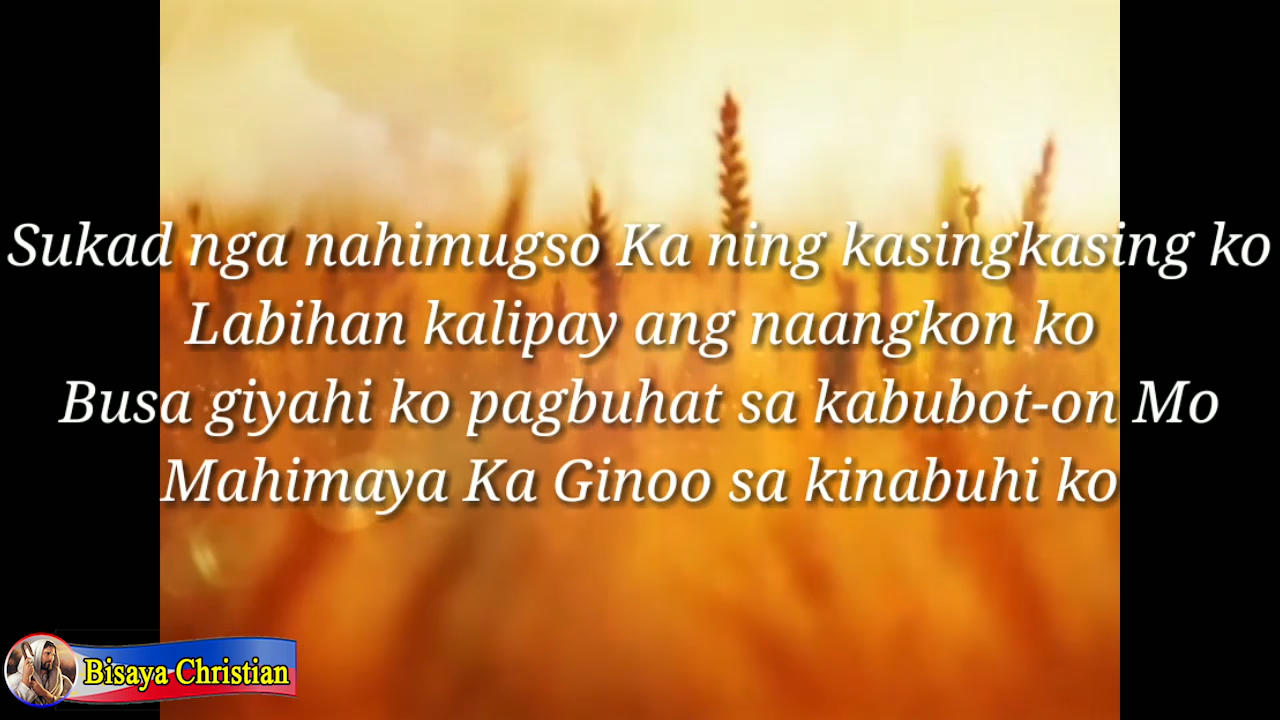 Sukad nga nahimugso Ka ning kasingkasing ko
Labihan kalipay ang naangkon ko
Busa giyahi ko pagbuhat sa kabubot-on Mo
Mahimaya Ka Ginoo sa kinabuhi ko
Bisaya Christian